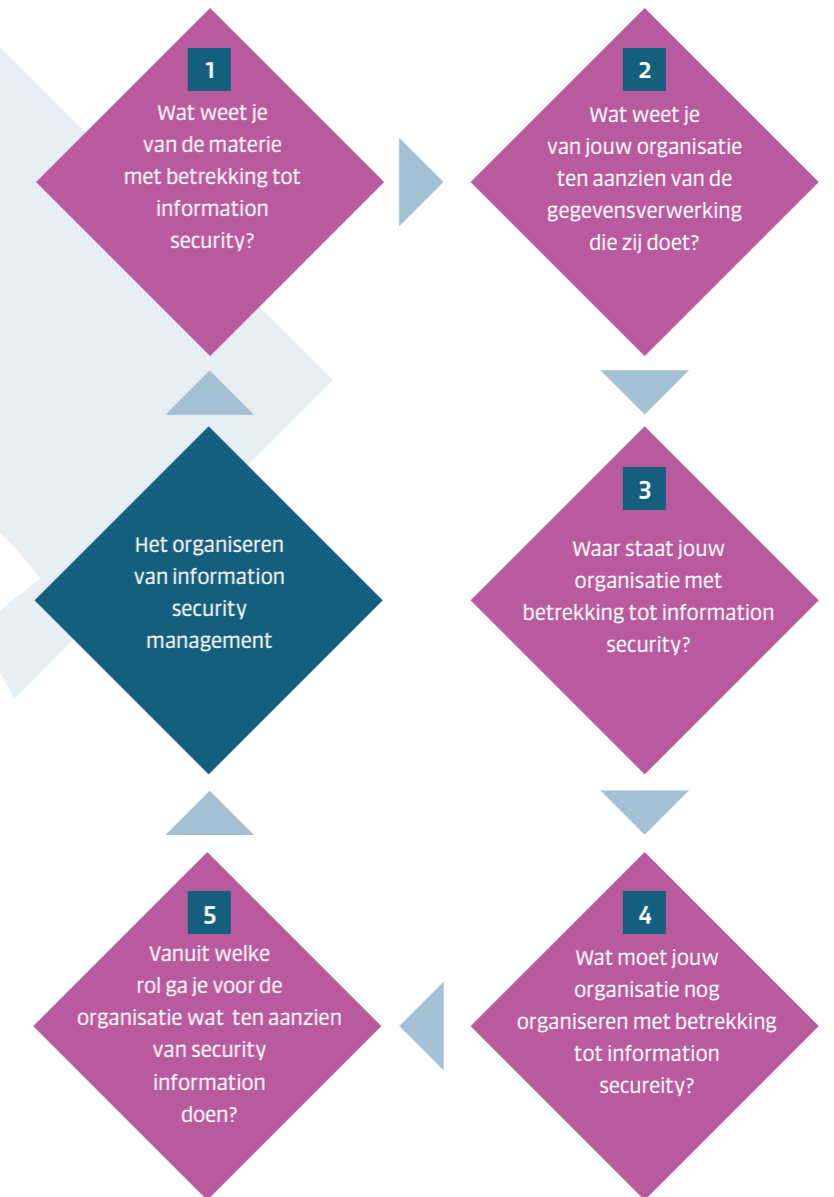 1
Wat weet je
van de materie
met betrekking tot
information
security?
2
Wat weet je
van jouw organisatie
ten aanzien van de
gegevensverwerking
die zij doet?
3
Waar staat jouw
organisatie met
betrekking tot information
security?
4
Wat moet jouw
organisatie nog
organiseren met betrekking
tot information
secureity?
5
Vanuit welke
rol ga je voor de
organisatie wat ten aanzien
van security
information
doen?
Het organiseren
van information
security
management